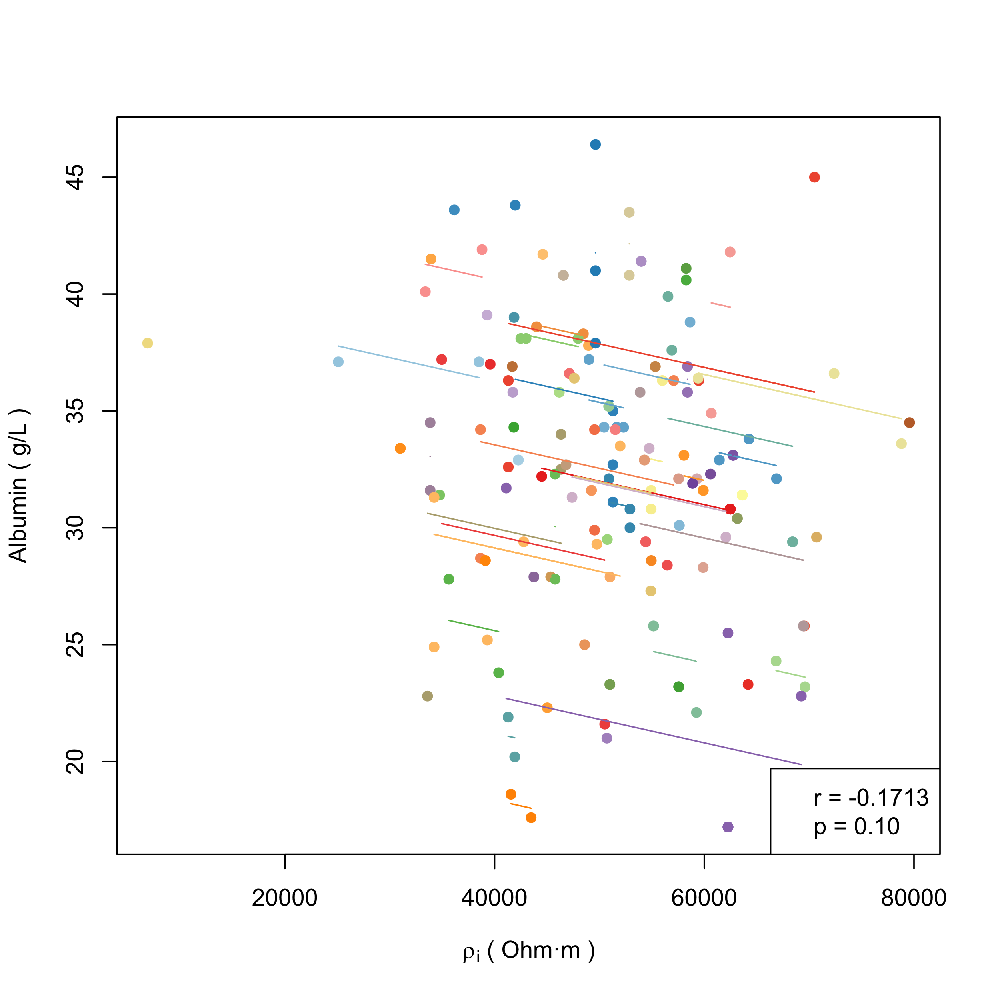 45
40
35
30
25
20
Albumin ( g/L )
r = -0.1713
p = 0.10
20000 40000 60000 80000
ρi ( Ohm·m )